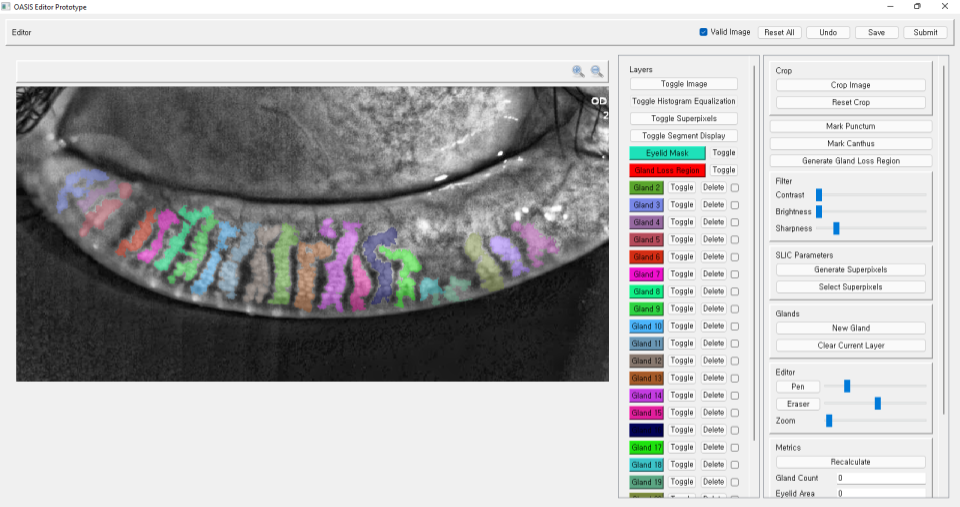 OASIS Editor Prototype
Editor
Valid Image
Reset All
Undo
Save
Submit
OD
2
Layers
Toggle Image
Toggle Histogram Equalization
Toggle Superpixels
Toggle Segment Display
Eyelid Mask Toggle
Gland Loss Region Toggle
Gland 2 Toggle Delete
Gland 3 Toggle Delete
Gland 4 Toggle Delete
Gland 5 Toggle Delete
Gland 6 Toggle Delete
Gland 7 Toggle Delete
Gland 8 Toggle Delete
Gland 9 Toggle Delete
Gland 10 Toggle Delete
Gland 11 Toggle Delete
Gland 12 Toggle Delete
Gland 13 Toggle Delete
Gland 14 Toggle Delete
Gland 15 Toggle Delete
Toggle Delete
Gland 17 Toggle Delete
Gland 18 Toggle Delete
Gland 19 Toggle Delete
Crop
Crop Image
Reset Crop
Mark Punctum
Mark Canthus
Generate Gland Loss Region
Filter
Contrast
Brightness
Sharpness
SLIC Parameters
Generate Superpixels
Select Superpixels
Glands
New Gland
Clear Current Layer
Editor
Pen
Eraser
Zoom
Metrics
Recalculate
Gland Count 0
Eyelid Area 0